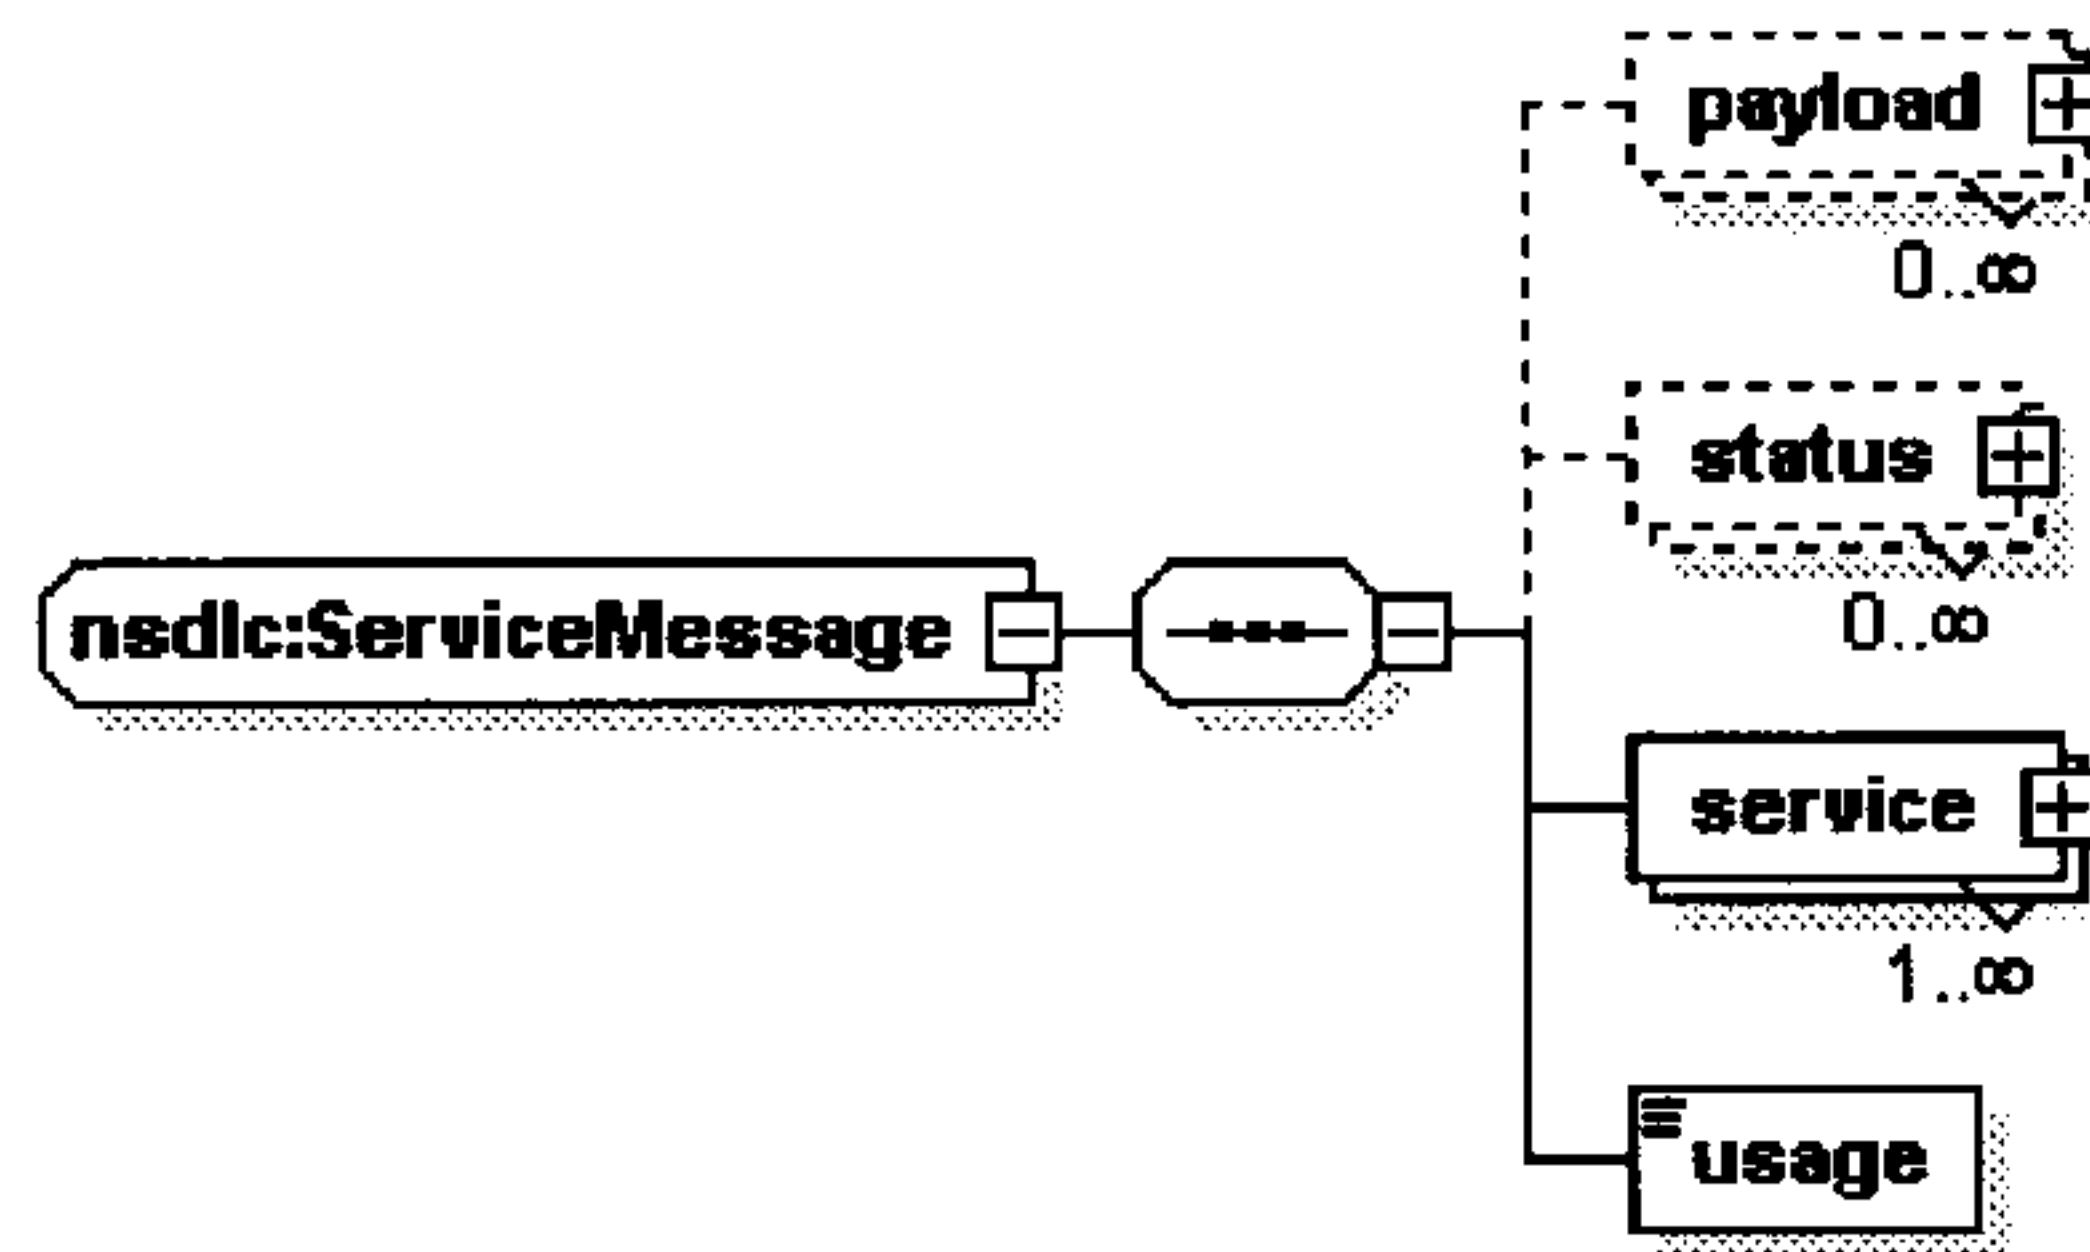 payload
0..∞
status
0..∞
nsdlc:ServiceMessage
service
1..∞
usage